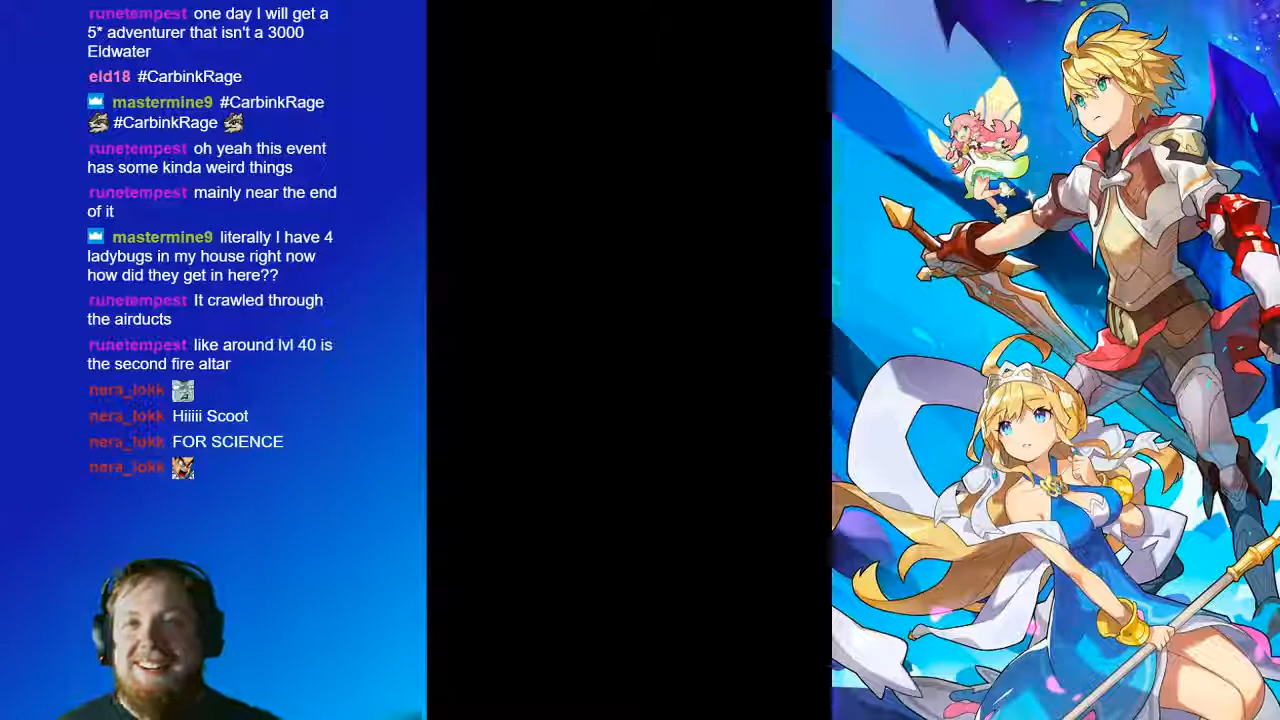 runetempest one day I will get a
5* adventurer that isn't a 3000
Eldwater
eld18 #CarbinkRage
mastermine9 #CarbinkRage
#CarbinkRage
runetempest oh yeah this event
has some kinda weird things
runetempest mainly near the end
of it
mastermine9 literally I have 4
ladybugs in my house right now
how did they get in here??
runetempest It crawled through
the airducts
runetempest like around lvl 40 is
the second fire altar
nera_lokk
nera_lokk Hiiiii Scoot
nera_lokk FOR SCIENCE
nera_lokk